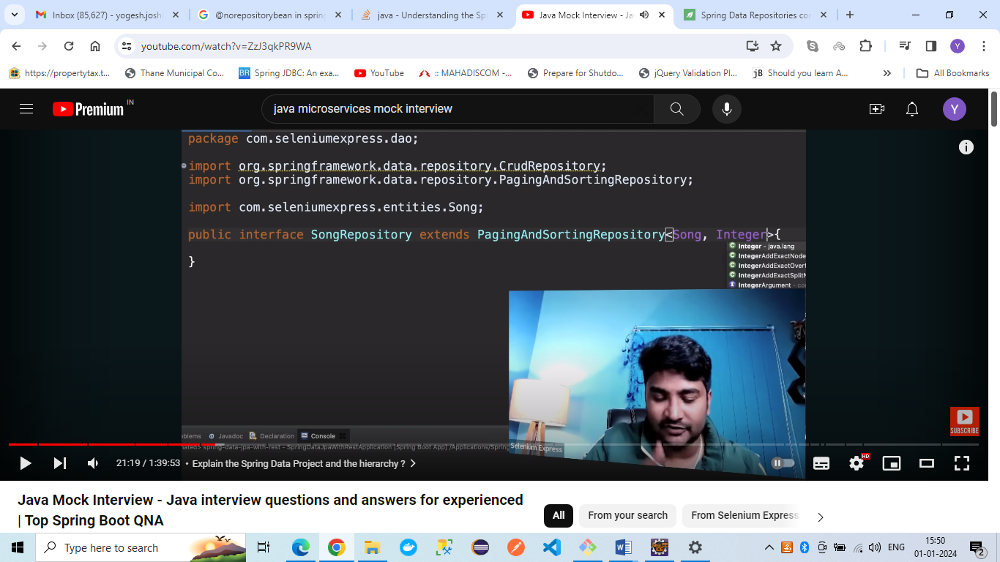 Inbox (85,627) - yogesh.joshi
@norepositorybean in spring
java - Understanding the Sp
Java Mock Interview - Ja
Spring Data Repositories co
youtube.com/watch?v=ZzJ3qkPR9WA
Y
https://propertytax.t...
Thane Municipal Co...
BR
Spring JDBC: An exa...
YouTube
:: MAHADISCOM -...
Prepare for Shutdo...
jQuery Validation Pl...
jB
Should you learn A...
All Bookmarks
Premium IN
java microservices mock interview
Y
package com.seleniumexpress.dao;
import org.springframework.data.repository.CrudRepository;
import org.springframework.data.repository.PagingAndSortingRepository;
import com.seleniumexpress.entities.Song;
public interface SongRepository extends PagingAndSortingRepository<Song, Integer>{
Integer - java.lang
IntegerAddExactNode
IntegerAddExactOverf
IntegerAddExactSplitN
IntegerArgument - co
}
Selenium Express
SUBSCRIBE
oblems Javadoc Declaration Console
nated> spring-data-jpa-with-rest - SpringDataJpaWithRestApplication [Spring Boot App] /Applications/Spring
21:19 / 1:39:53 • Explain the Spring Data Project and the hierarchy ?
HD
Java Mock Interview - Java interview questions and answers for experienced
| Top Spring Boot QNA
All
From your search
From Selenium Express
Type here to search
ENG
15:50
01-01-2024
2